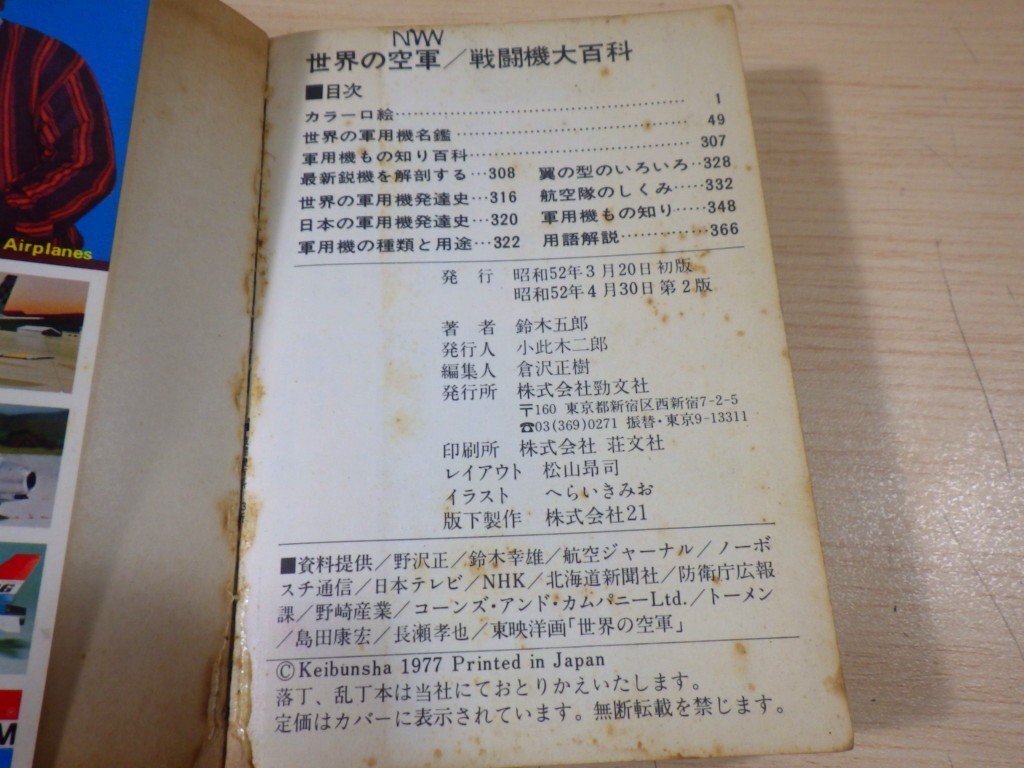 NW
世界の空軍/戦闘機大百科
■目次
カラー口絵…………………………………… 1
世界の軍用機名鑑………………………………… 49
軍用機もの知り百科……………………………… 307
最新鋭機を解剖する…308 翼の型のいろいろ‥328
世界の軍用機発達史…316 航空隊のしくみ……332
日本の軍用機発達史…320 軍用機もの知り……348
軍用機の種類と用途…322 用語解説……………366
発行 昭和52年3月20日初版
昭和52年4月30日第2版
著者 鈴木五郎
発行人 小此木二郎
編集人 倉沢正樹
発行所 株式会社勁文社
〒160 東京都新宿区西新宿7-2-5
☎03(369)0271 振替・東京9-13311
印刷所 株式会社 荘文社
レイアウト 松山昂司
イラスト へらいきみお
版下製作 株式会社21
■資料提供/野沢正/鈴木幸雄/航空ジャーナル/ノーボ
スチ通信/日本テレビ/NHK/北海道新聞社/防衛庁広報
課/野崎産業/コーンズ・アンド・カムパニーLtd./トーメン
/島田康宏/長瀬孝也/東映洋画「世界の空軍」
©Keibunsha 1977 Printed in Japan
落丁、乱丁本は当社にておとりかえいたします。
定価はカバーに表示されています。無断転載を禁じます。
Airplanes
M